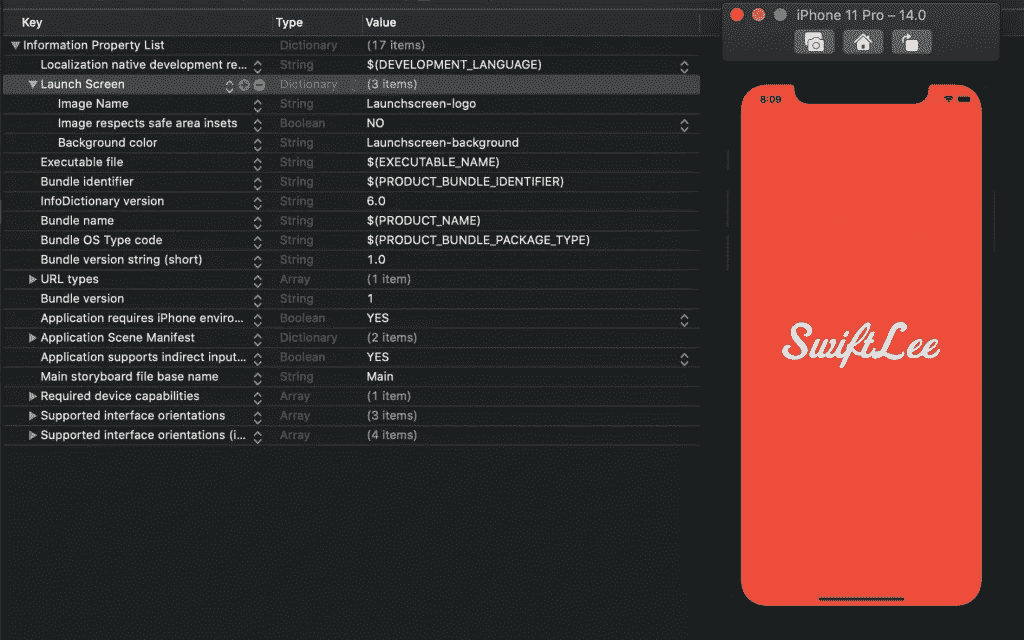 Key Type Value
Information Property List Dictionary (17 items)
Localization native development re... String $(DEVELOPMENT_LANGUAGE)
Launch Screen Dictionary (3 items)
Image Name String Launchscreen-logo
Image respects safe area insets Boolean NO
Background color String Launchscreen-background
Executable file String $(EXECUTABLE_NAME)
Bundle identifier String $(PRODUCT_BUNDLE_IDENTIFIER)
InfoDictionary version String 6.0
Bundle name String $(PRODUCT_NAME)
Bundle OS Type code String $(PRODUCT_BUNDLE_PACKAGE_TYPE)
Bundle version string (short) String 1.0
URL types Array (1 item)
Bundle version String 1
Application requires iPhone enviro... Boolean YES
Application Scene Manifest Dictionary (2 items)
Application supports indirect input... Boolean YES
Main storyboard file base name String Main
Required device capabilities Array (1 item)
Supported interface orientations Array (3 items)
Supported interface orientations (i... Array (4 items)
iPhone 11 Pro – 14.0
8:09
SwiftLee